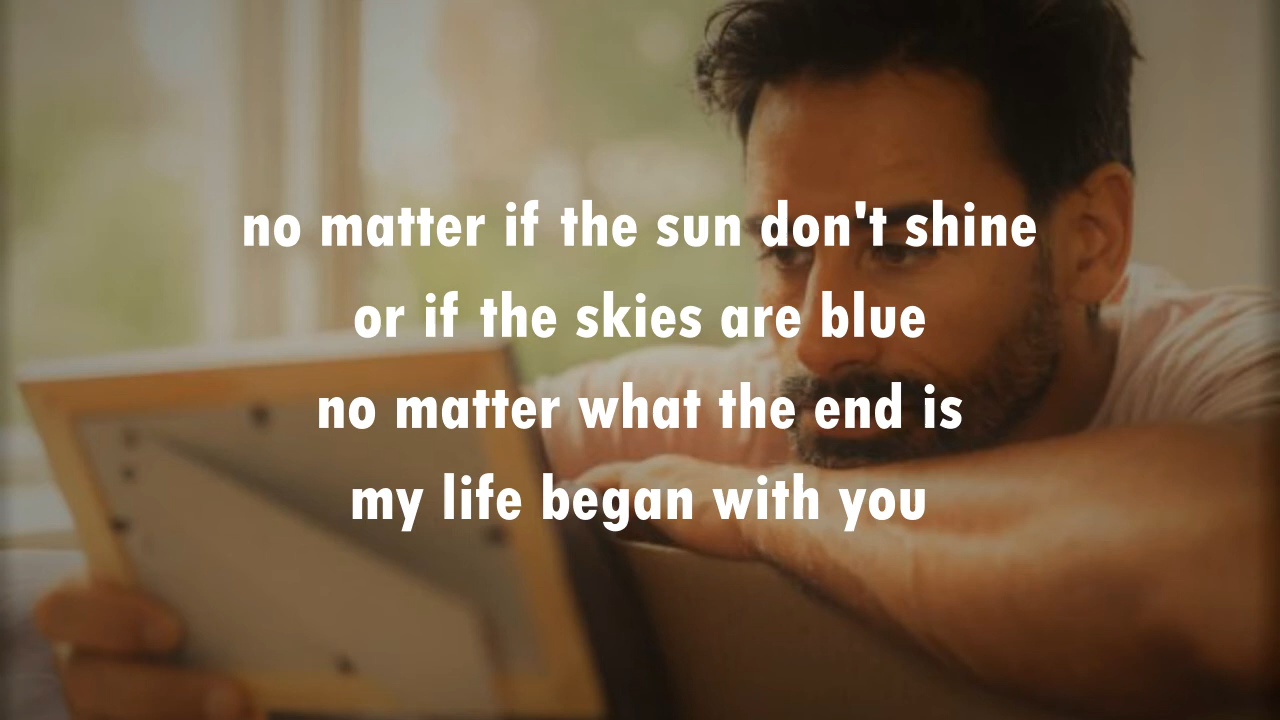 no matter if the sun don't shine
or if the skies are blue
no matter what the end is
my life began with you